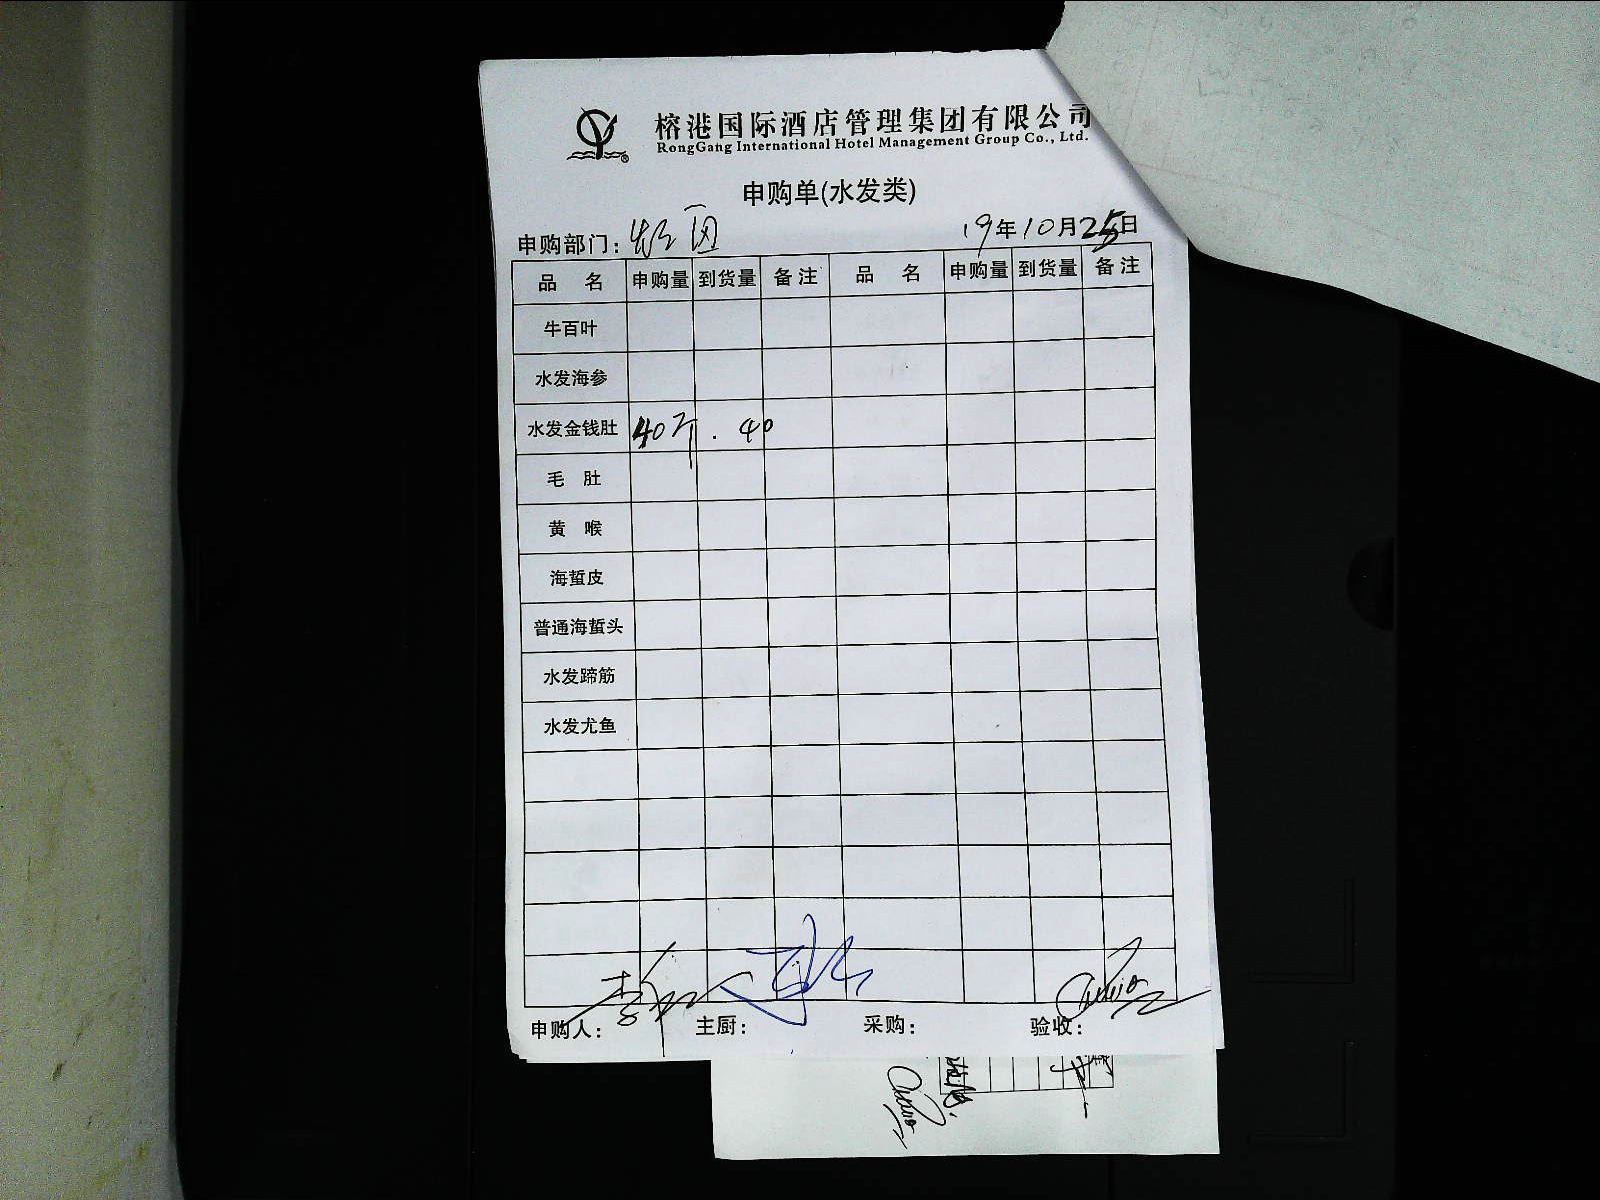 榕港国际酒店管理集团有限公司
RongGang International Hotel Management Group Co., Ltd.
申购单(水发类)
申购部门: 19年10月25日
品 名 申购量 到货量 备注 品 名 申购量 到货量 备注
牛百叶
水发海参
水发金钱肚 40斤 . 40
毛 肚
黄 喉
海蜇皮
普通海蜇头
水发蹄筋
水发尤鱼
申购人: 主厨: 采购: 验收: